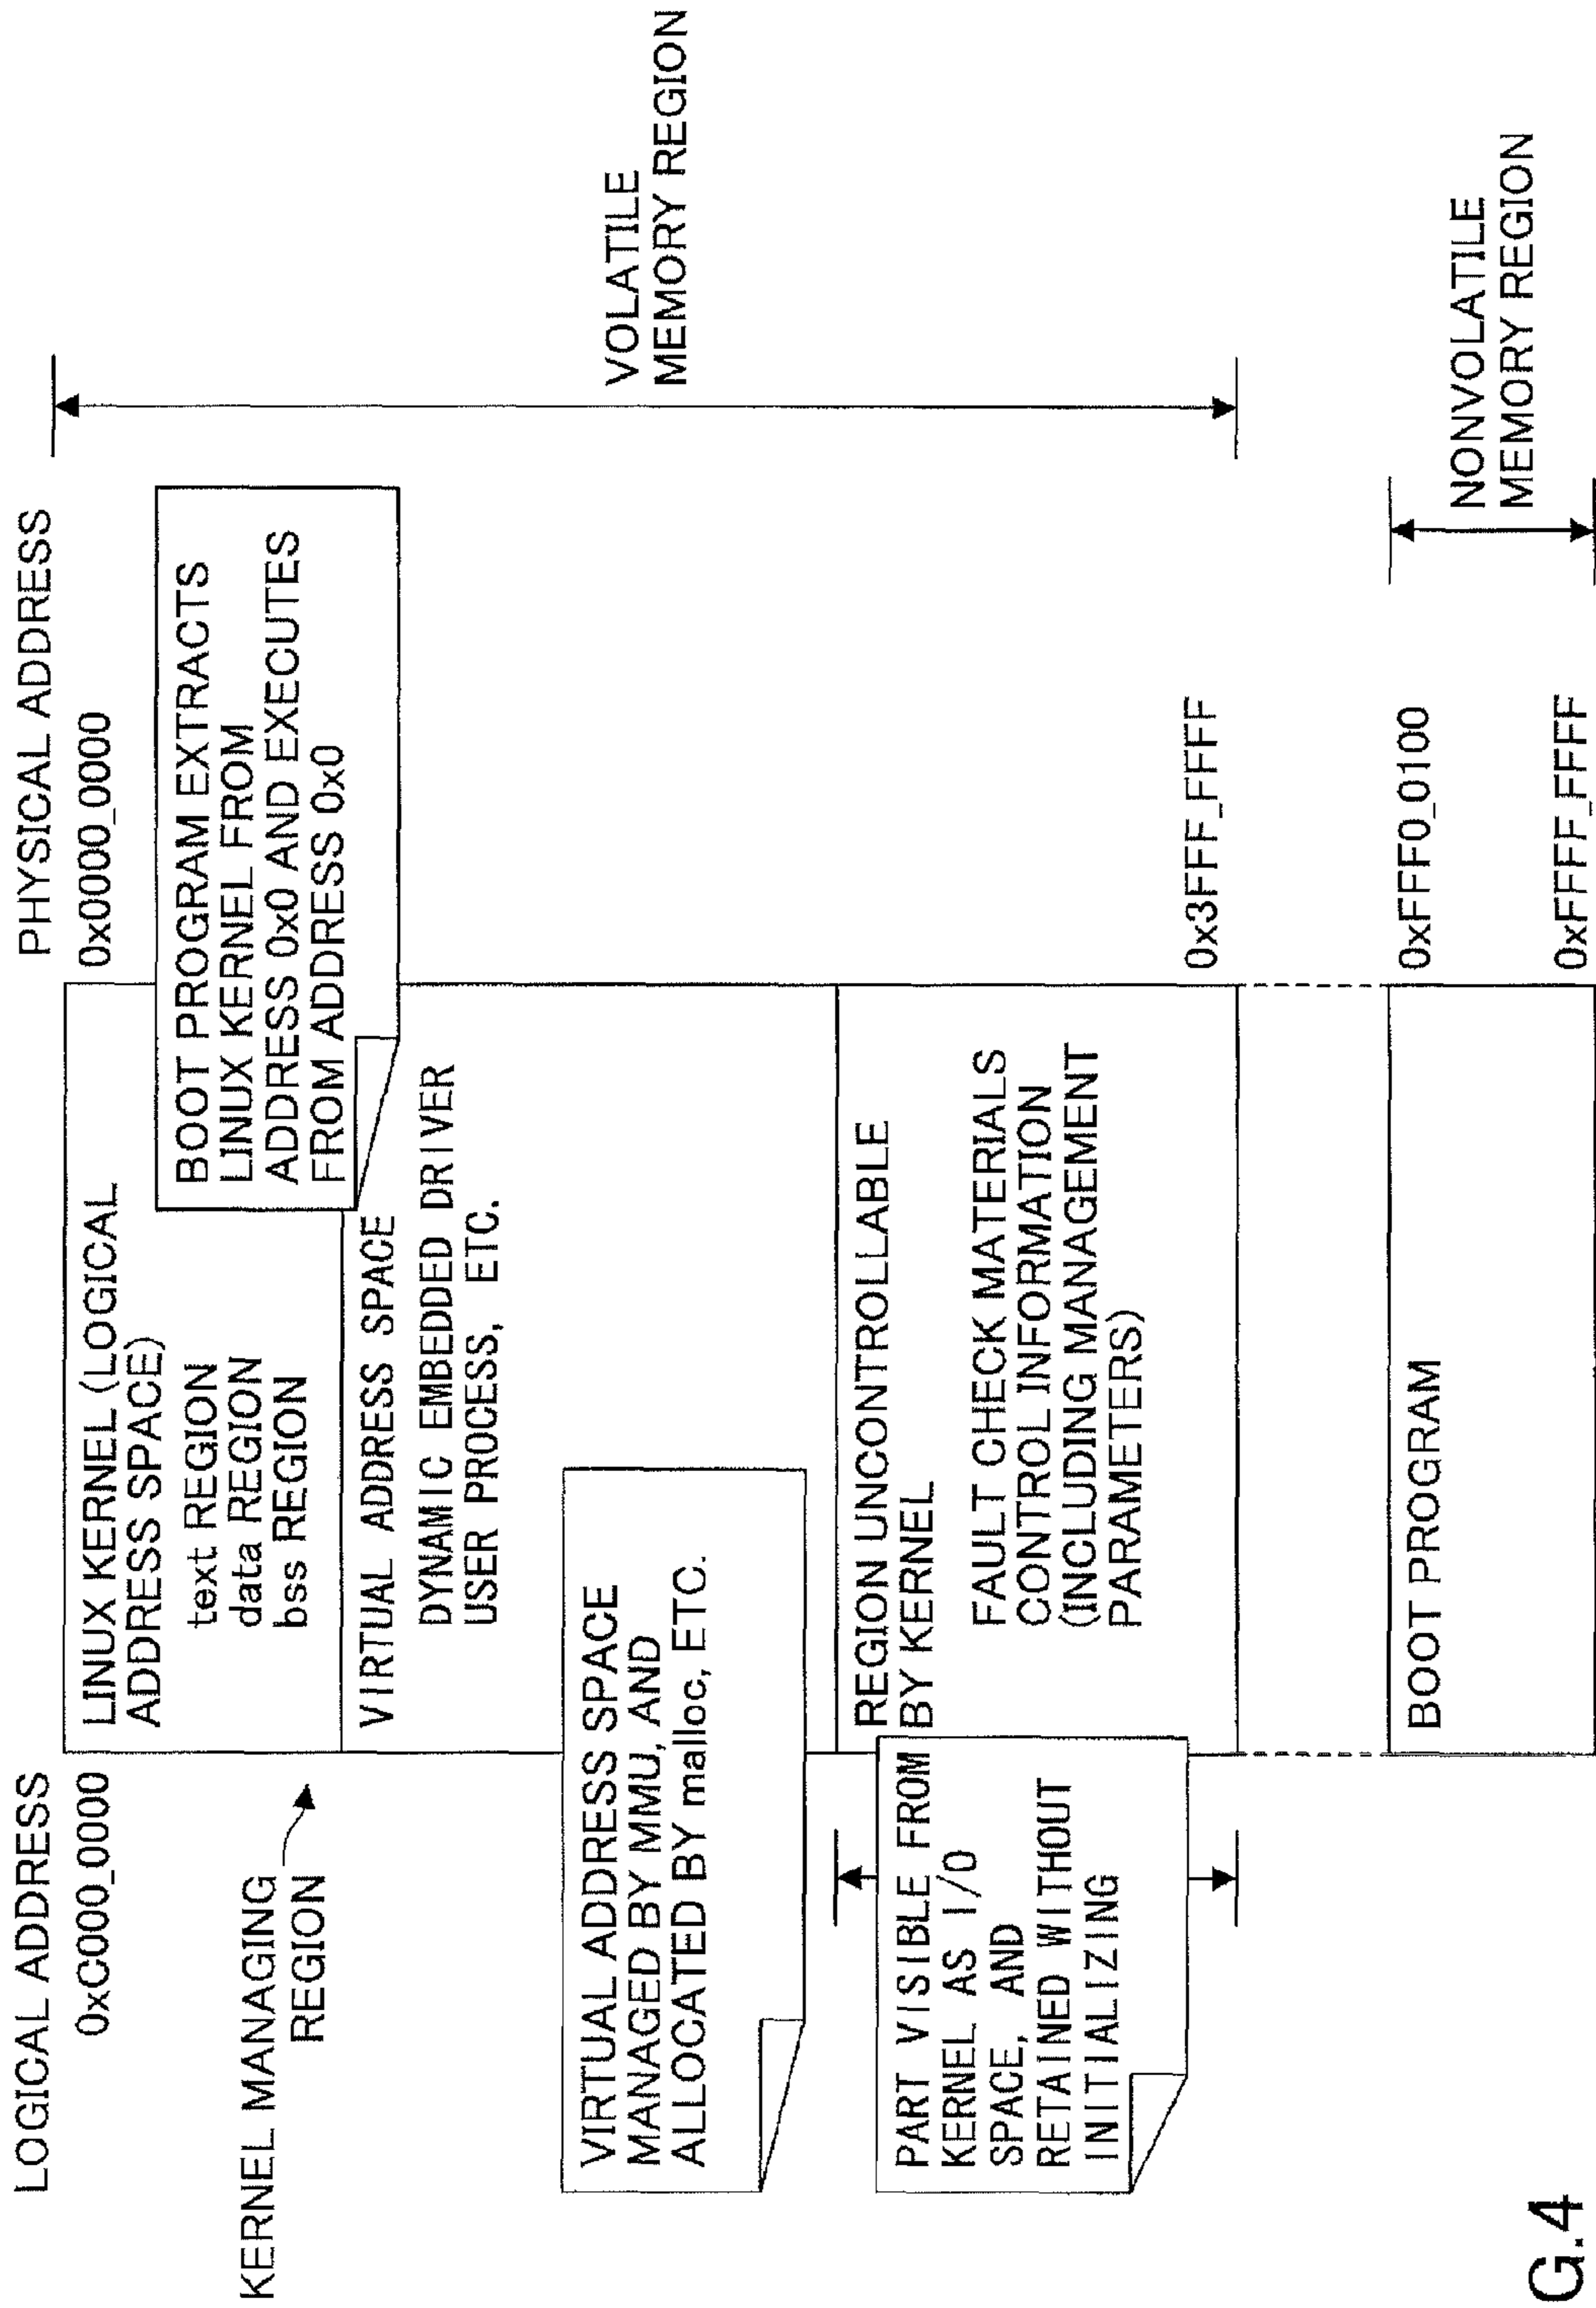 LOGICAL ADDRESS
PHYSICAL ADDRESS
0xC000_0000
0x0000_0000
LINUX KERNEL (LOGICAL
ADDRESS SPACE)
text REGION
data REGION
bss REGION
BOOT PROGRAM EXTRACTS
LINUX KERNEL FROM
ADDRESS 0x0 AND EXECUTES
FROM ADDRESS 0x0
KERNEL MANAGING
REGION
VIRTUAL ADDRESS SPACE
DYNAMIC EMBEDDED DRIVER
USER PROCESS, ETC.
VIRTUAL ADDRESS SPACE
MANAGED BY MMU, AND
ALLOCATED BY malloc, ETC.
VOLATILE
MEMORY REGION
REGION UNCONTROLLABLE
BY KERNEL
FAULT CHECK MATERIALS
CONTROL INFORMATION
(INCLUDING MANAGEMENT
PARAMETERS)
PART VISIBLE FROM
KERNEL AS I/O
SPACE, AND
RETAINED WITHOUT
INITIALIZING
0x3FFF_FFFF
0xFFF0_0100
BOOT PROGRAM
0xFFFF_FFFF
NONVOLATILE
MEMORY REGION
G.4